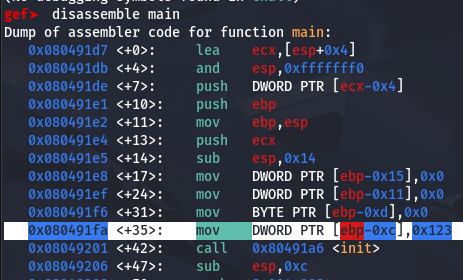 gef➤ disassemble main
Dump of assembler code for function main:
0x080491d7 <+0>: lea ecx,[esp+0x4]
0x080491db <+4>: and esp,0xfffffff0
0x080491de <+7>: push DWORD PTR [ecx-0x4]
0x080491e1 <+10>: push ebp
0x080491e2 <+11>: mov ebp,esp
0x080491e4 <+13>: push ecx
0x080491e5 <+14>: sub esp,0x14
0x080491e8 <+17>: mov DWORD PTR [ebp-0x15],0x0
0x080491ef <+24>: mov DWORD PTR [ebp-0x11],0x0
0x080491f6 <+31>: mov BYTE PTR [ebp-0xd],0x0
0x080491fa <+35>: mov DWORD PTR [ebp-0xc],0x123
0x08049201 <+42>: call 0x80491a6 <init>
0x08049206 <+47>: sub esp,0xc